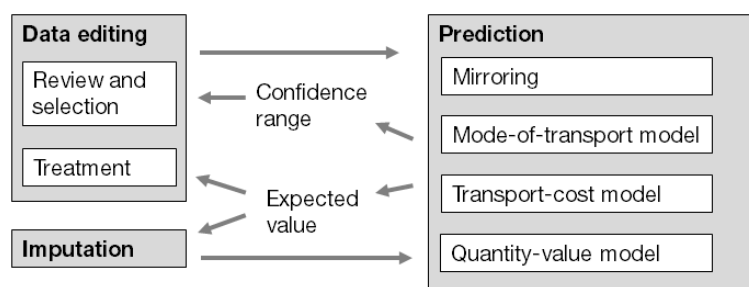 Data editing
Review and
selection
Treatment
Imputation
Confidence
range
Expected
value
Prediction
Mirroring
Mode-of-transport model
Transport-cost model
Quantity-value model